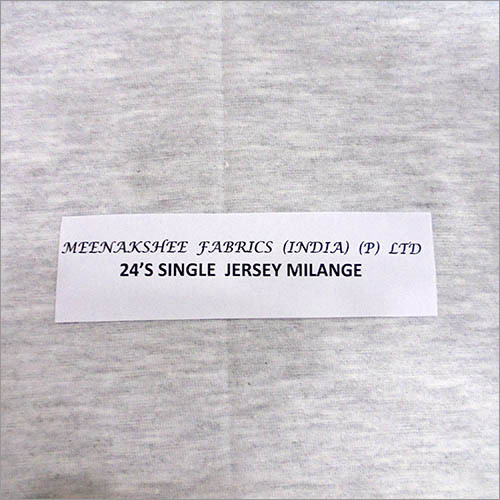 MEENAKSHEE FABRICS (INDIA) (P) LTD
24'S SINGLE JERSEY MILANGE